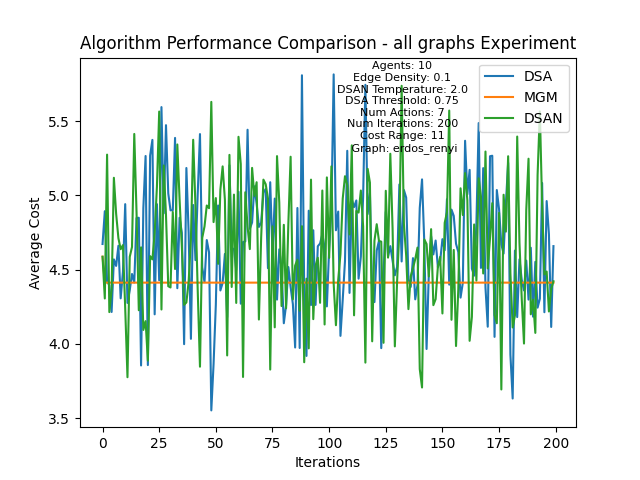 Algorithm Performance Comparison - all graphs Experiment
Agents: 10
Edge Density: 0.1
DSAN Temperature: 2.0
DSA Threshold: 0.75
Num Actions: 7
Num Iterations: 200
Cost Range: 11
Graph: erdos_renyi
DSA
MGM
DSAN
Average Cost
5.5
5.0
4.5
4.0
3.5
0 25 50 75 100 125 150 175 200
Iterations